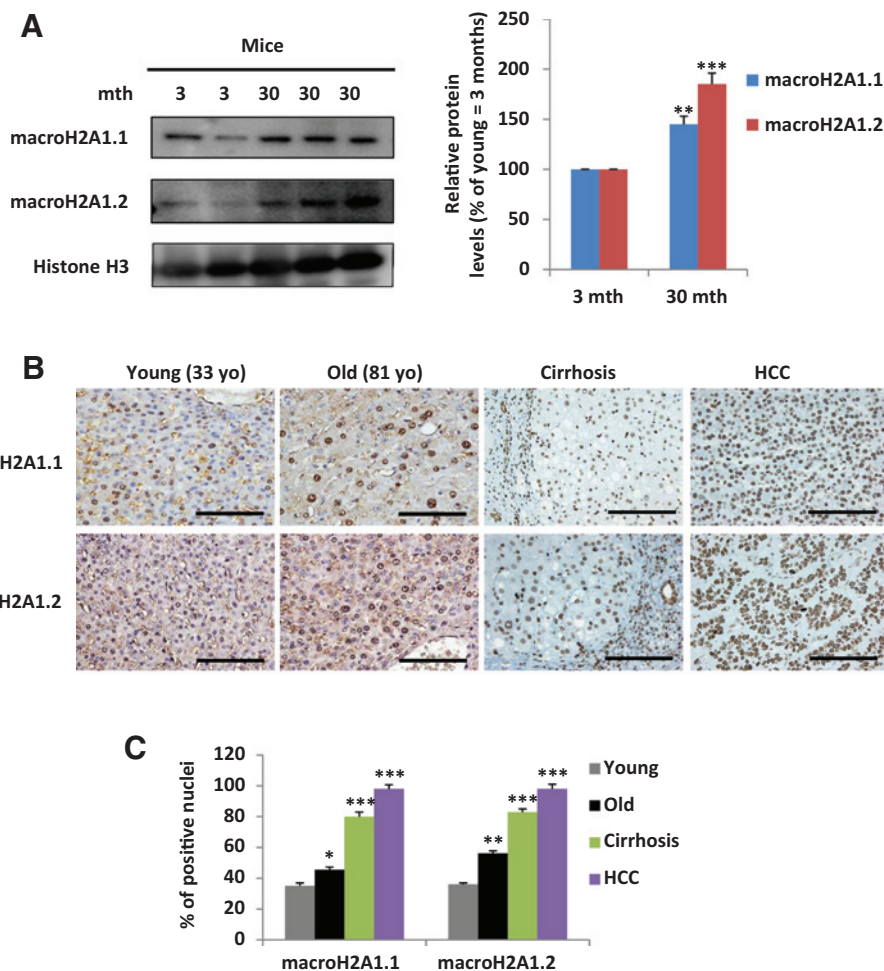 A
Mice
mth 3 3 30 30 30
macroH2A1.1
macroH2A1.2
Histone H3
Relative protein
levels (% of young = 3 months)
250
200
150
100
50
0
**
***
3 mth 30 mth
macroH2A1.1
macroH2A1.2
B
Young (33 yo) Old (81 yo) Cirrhosis HCC
H2A1.1
H2A1.2
C
% of positive nuclei
120
100
80
60
40
20
0
* *** ***
** *** ***
macroH2A1.1 macroH2A1.2
Young
Old
Cirrhosis
HCC